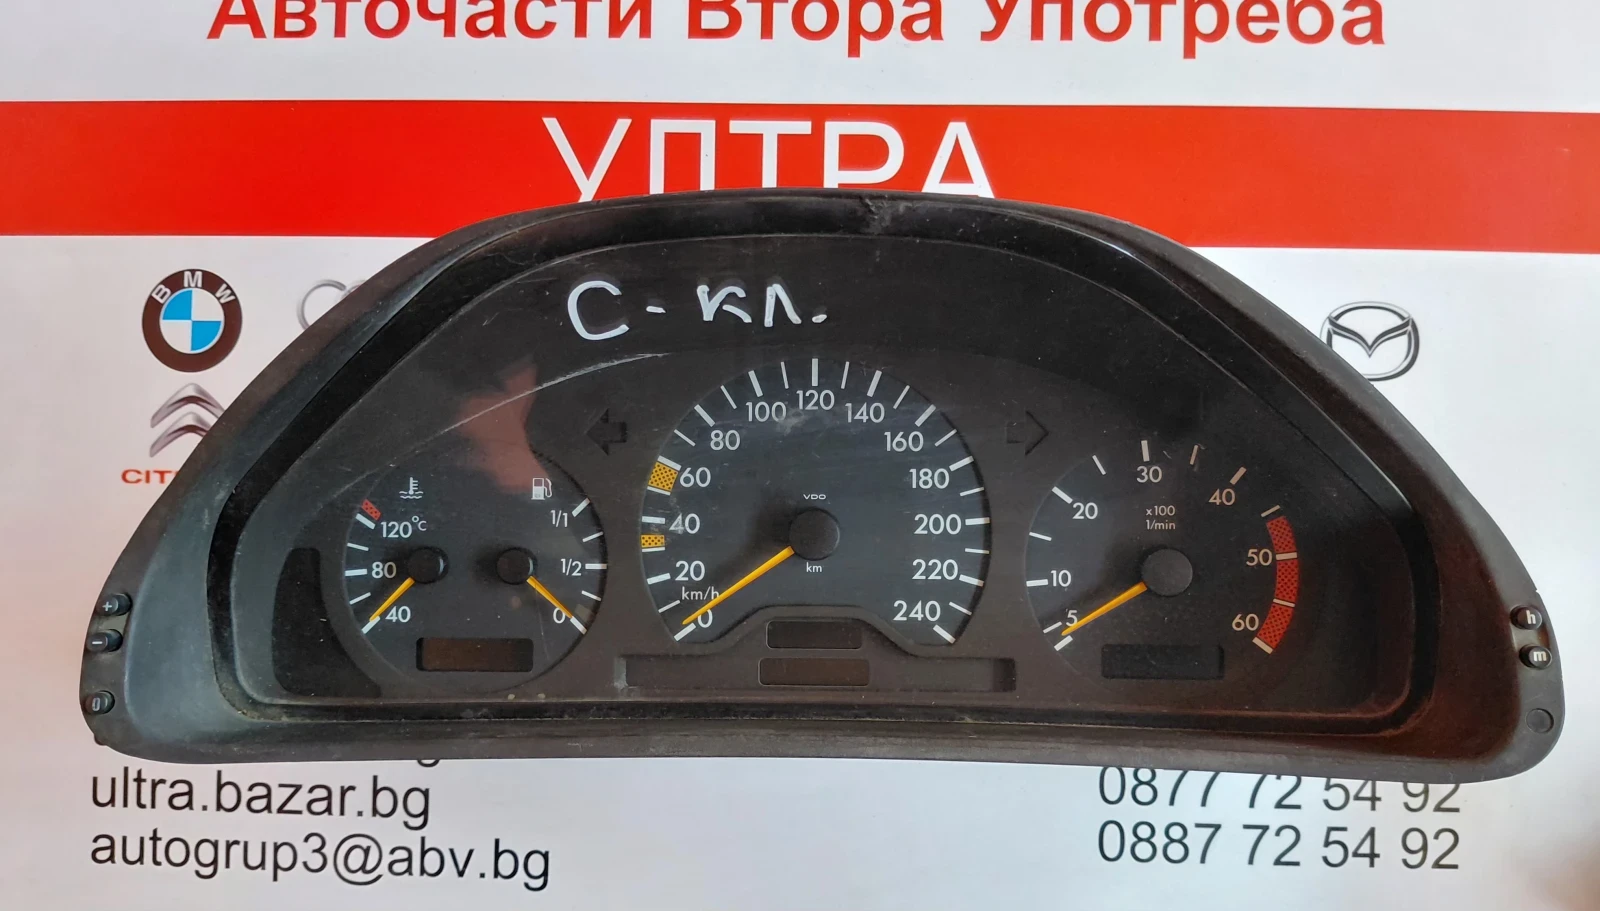 Авточасти Втора Употреба
УЛТРА
BMW
С-кл.
80 100 120 140 160
60 180
40 200
20 220
km/h
0 240
VDO
km
120°C
80
40
1/1
1/2
0
30
20 40
x100
1/min
10 50
5 60
+
-
0
h
m
ultra.bazar.bg
autogrup3@abv.bg
0877 72 54 92
0887 72 54 92